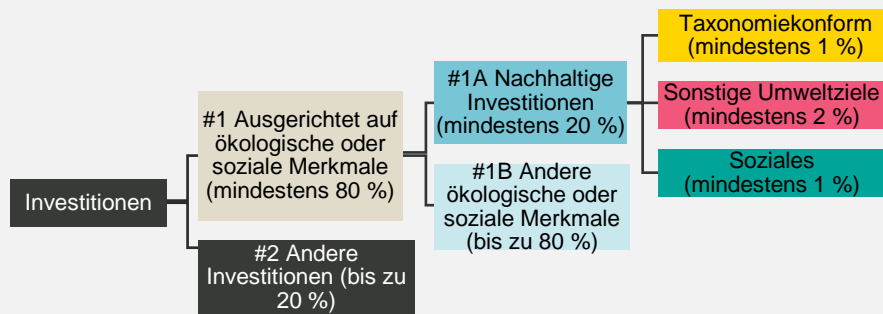 Investitionen
#1 Ausgerichtet auf
ökologische oder
soziale Merkmale
(mindestens 80 %)
#2 Andere
Investitionen (bis zu
20 %)
#1A Nachhaltige
Investitionen
(mindestens 20 %)
#1B Andere
ökologische oder
soziale Merkmale
(bis zu 80 %)
Taxonomiekonform
(mindestens 1 %)
Sonstige Umweltziele
(mindestens 2 %)
Soziales
(mindestens 1 %)